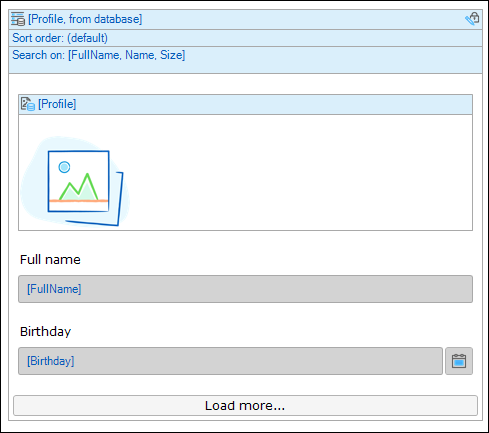 [Profile, from database]
Sort order: (default)
Search on: [FullName, Name, Size]
[Profile]
Full name
[FullName]
Birthday
[Birthday]
Load more...